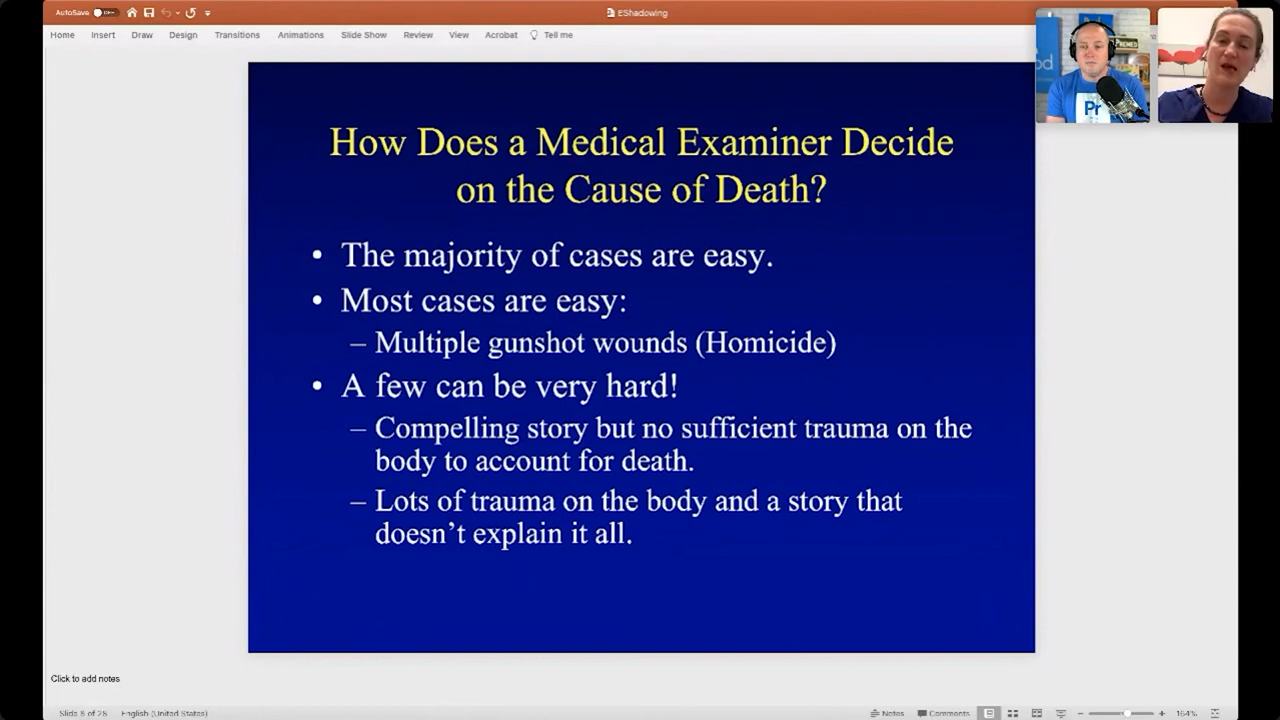 AutoSave OFF
EShadowing
Home Insert Draw Design Transitions Animations Slide Show Review View Acrobat Tell me
How Does a Medical Examiner Decide
on the Cause of Death?
• The majority of cases are easy.
• Most cases are easy:
– Multiple gunshot wounds (Homicide)
• A few can be very hard!
– Compelling story but no sufficient trauma on the
body to account for death.
– Lots of trauma on the body and a story that
doesn't explain it all.
Pr
Click to add notes
Slide 8 of 28 English (United States) Notes Comments 164%